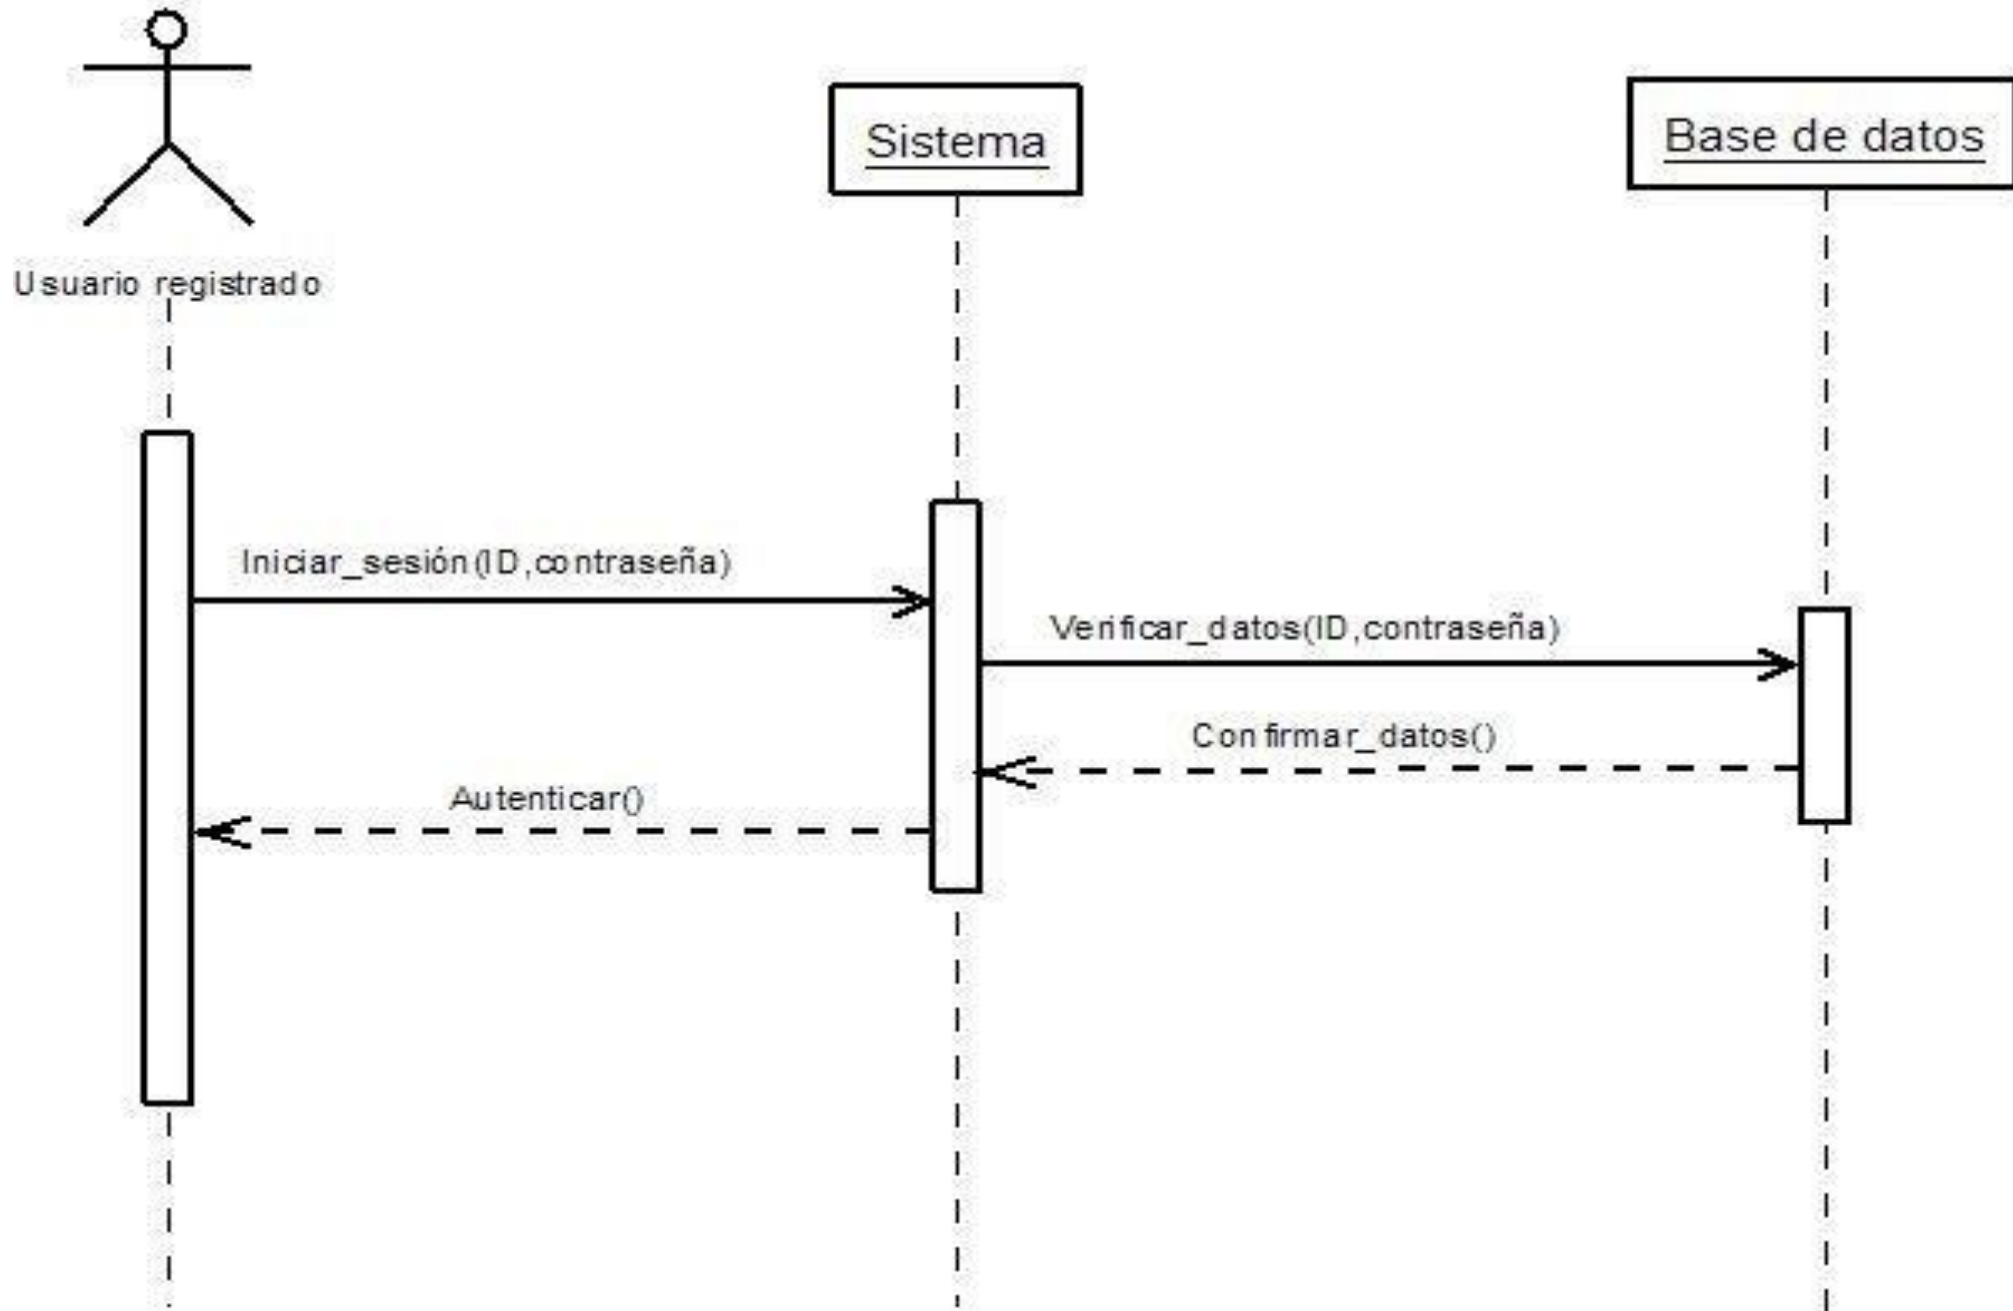 Sistema
Base de datos
Usuario registrado
Iniciar_sesión(ID,contraseña)
Verificar_datos(ID,contraseña)
Confirmar_datos()
Autenticar()